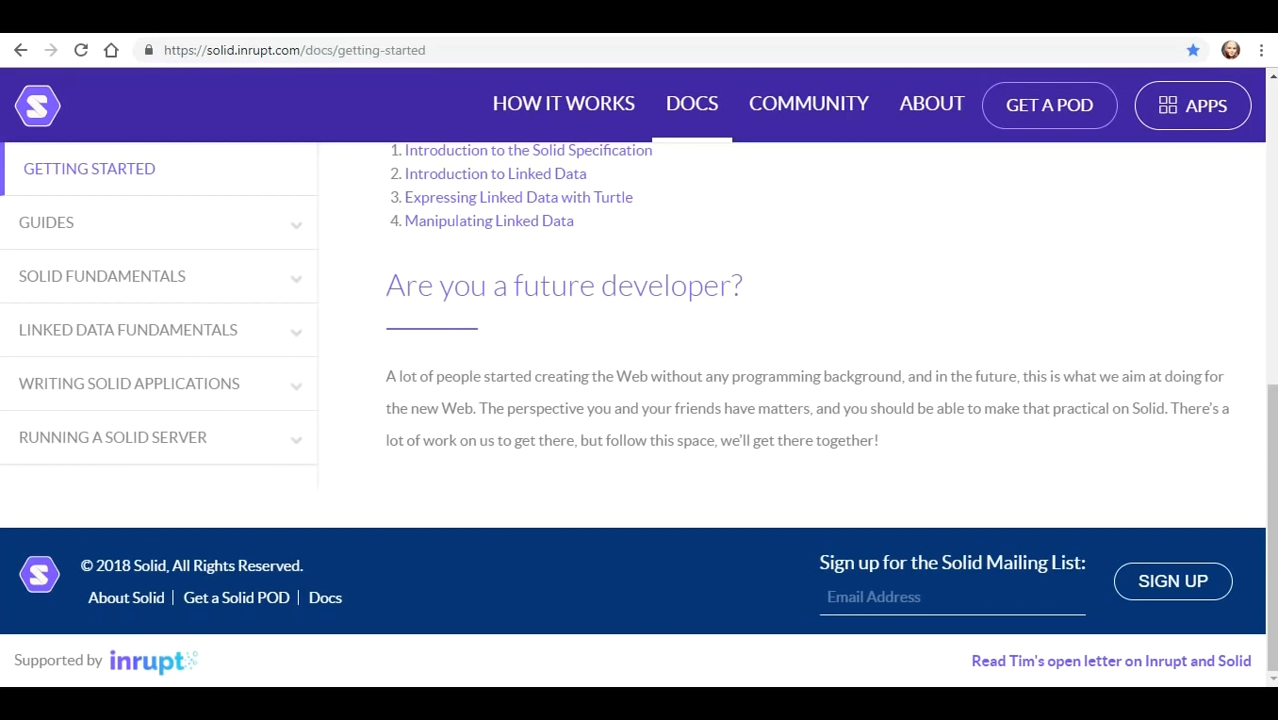 https://solid.inrupt.com/docs/getting-started
S
HOW IT WORKS
DOCS
COMMUNITY
ABOUT
GET A POD
APPS
GETTING STARTED
GUIDES
SOLID FUNDAMENTALS
LINKED DATA FUNDAMENTALS
WRITING SOLID APPLICATIONS
RUNNING A SOLID SERVER
1. Introduction to the Solid Specification
2. Introduction to Linked Data
3. Expressing Linked Data with Turtle
4. Manipulating Linked Data
Are you a future developer?
A lot of people started creating the Web without any programming background, and in the future, this is what we aim at doing for
the new Web. The perspective you and your friends have matters, and you should be able to make that practical on Solid. There's a
lot of work on us to get there, but follow this space, we'll get there together!
S
© 2018 Solid, All Rights Reserved.
About Solid | Get a Solid POD | Docs
Sign up for the Solid Mailing List:
Email Address
SIGN UP
Supported by inrupt
Read Tim's open letter on Inrupt and Solid